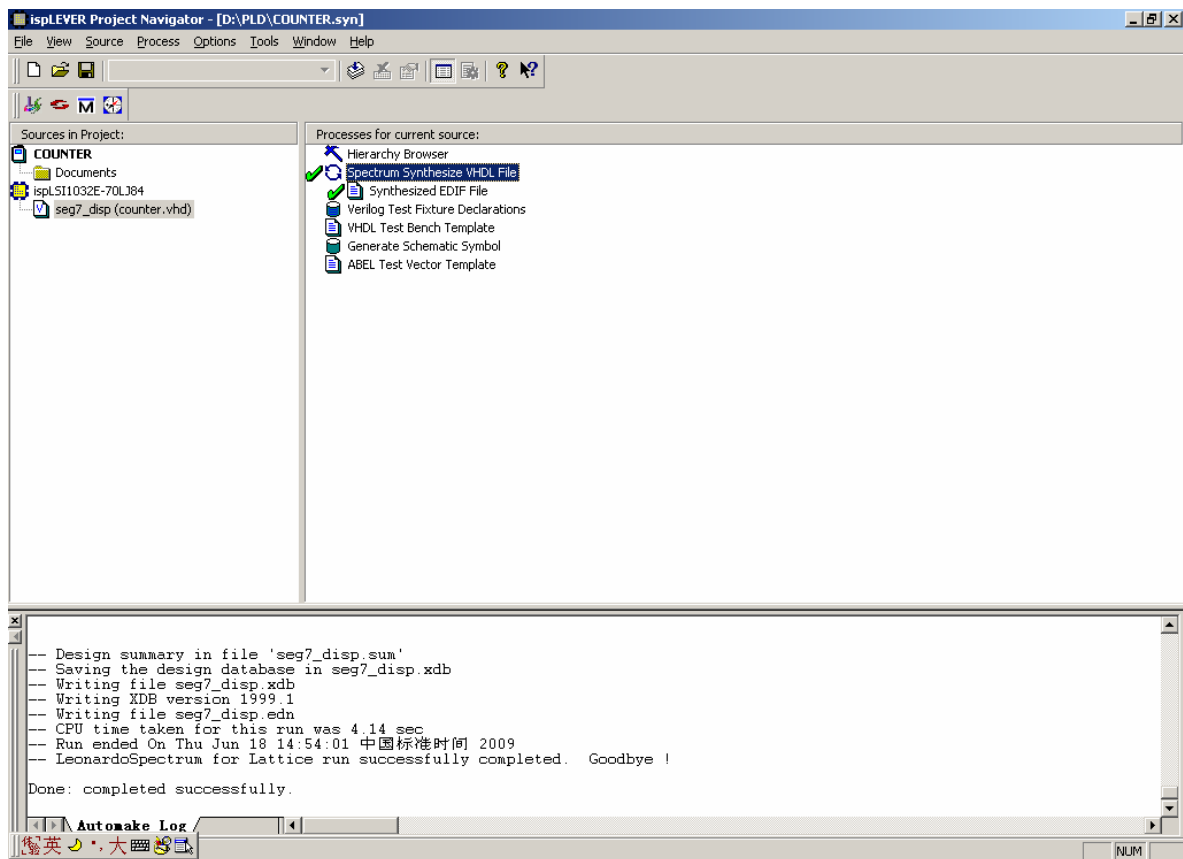 ispLEVER Project Navigator - [D:\PLD\COUNTER.syn]
File View Source Process Options Tools Window Help
Sources in Project:
COUNTER
Documents
ispLSI1032E-70LJ84
seg7_disp (counter.vhd)
Processes for current source:
Hierarchy Browser
Spectrum Synthesize VHDL File
Synthesized EDIF File
Verilog Test Fixture Declarations
VHDL Test Bench Template
Generate Schematic Symbol
ABEL Test Vector Template
-- Design summary in file 'seg7_disp.sum'
-- Saving the design database in seg7_disp.xdb
-- Writing file seg7_disp.xdb
-- Writing XDB version 1999.1
-- Writing file seg7_disp.edn
-- CPU time taken for this run was 4.14 sec
-- Run ended On Thu Jun 18 14:54:01 中国标准时间 2009
-- LeonardoSpectrum for Lattice run successfully completed.  Goodbye !
Done: completed successfully.
Automake Log
英 大
NUM